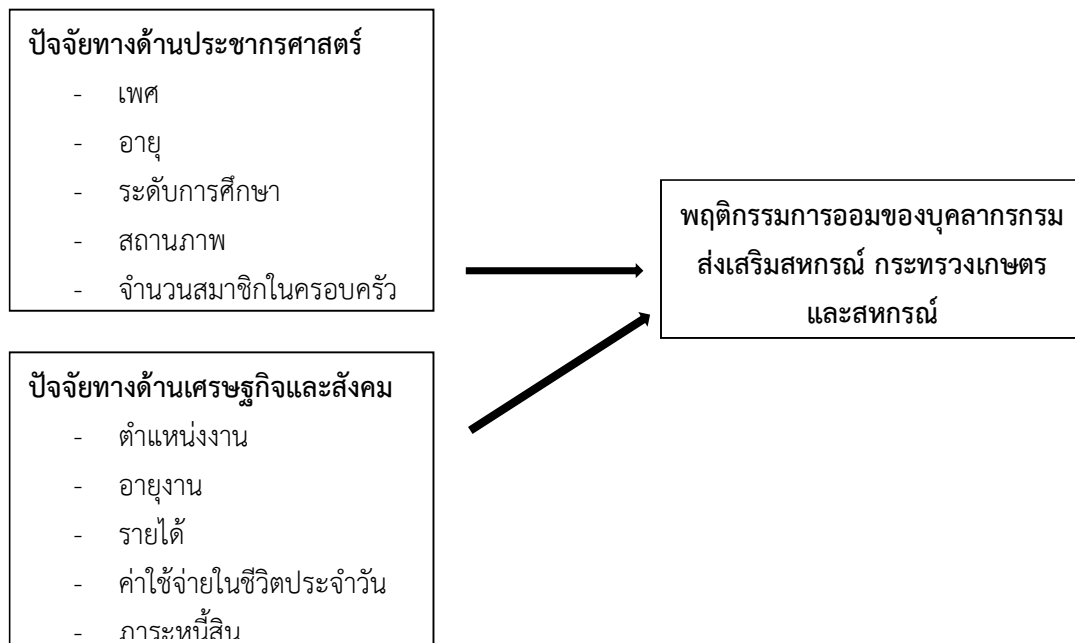 ปัจจัยทางด้านประชากรศาสตร์
- เพศ
- อายุ
- ระดับการศึกษา
- สถานภาพ
- จำนวนสมาชิกในครอบครัว
พฤติกรรมการออมของบุคลากรกรม
ส่งเสริมสหกรณ์ กระทรวงเกษตร
และสหกรณ์
ปัจจัยทางด้านเศรษฐกิจและสังคม
- ตำแหน่งงาน
- อายุงาน
- รายได้
- ค่าใช้จ่ายในชีวิตประจำวัน
- ภาระหนี้สิน